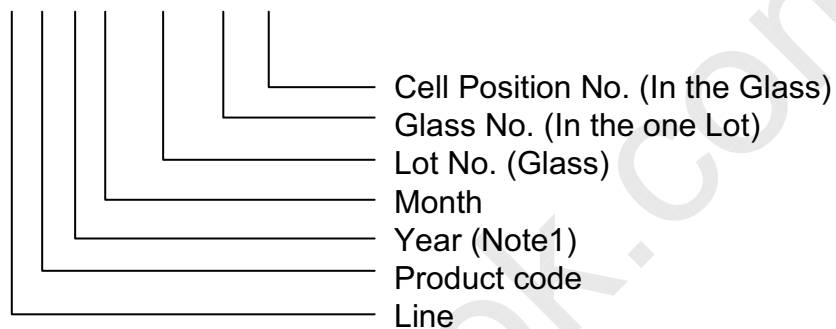 Cell Position No. (In the Glass)
Glass No. (In the one Lot)
Lot No. (Glass)
Month
Year (Note1)
Product code
Line